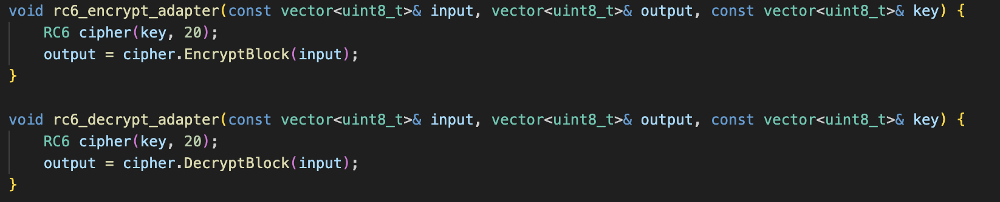 void rc6_encrypt_adapter(const vector<uint8_t>& input, vector<uint8_t>& output, const vector<uint8_t>& key) {
    RC6 cipher(key, 20);
    output = cipher.EncryptBlock(input);
}

void rc6_decrypt_adapter(const vector<uint8_t>& input, vector<uint8_t>& output, const vector<uint8_t>& key) {
    RC6 cipher(key, 20);
    output = cipher.DecryptBlock(input);
}